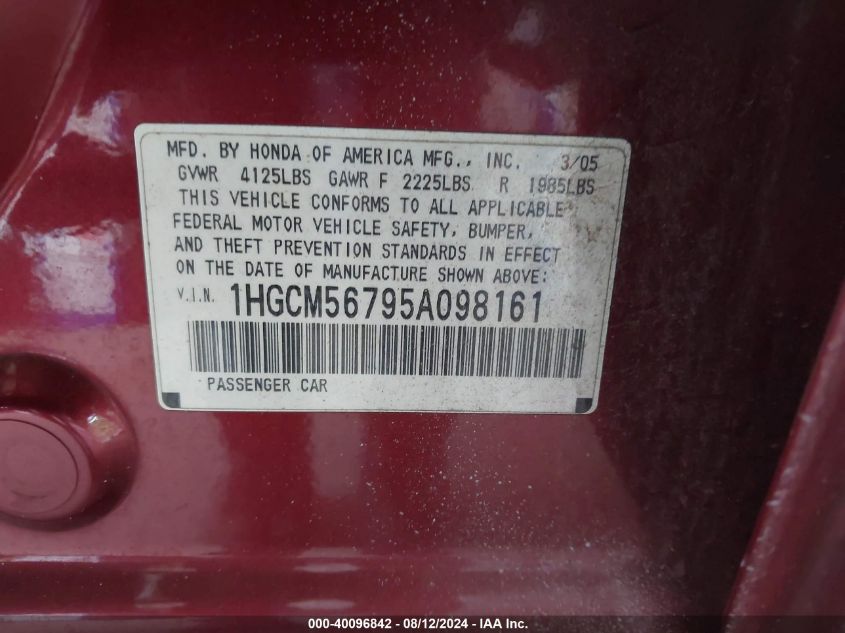 MFD. BY HONDA OF AMERICA MFG., INC. 3/05
GVWR 4125LBS GAWR F 2225LBS R 1985LBS
THIS VEHICLE CONFORMS TO ALL APPLICABLE
FEDERAL MOTOR VEHICLE SAFETY, BUMPER,
AND THEFT PREVENTION STANDARDS IN EFFECT
ON THE DATE OF MANUFACTURE SHOWN ABOVE:
V.I.N. 1HGCM56795A098161
PASSENGER CAR
000-40096842 - 08/12/2024 - IAA Inc.